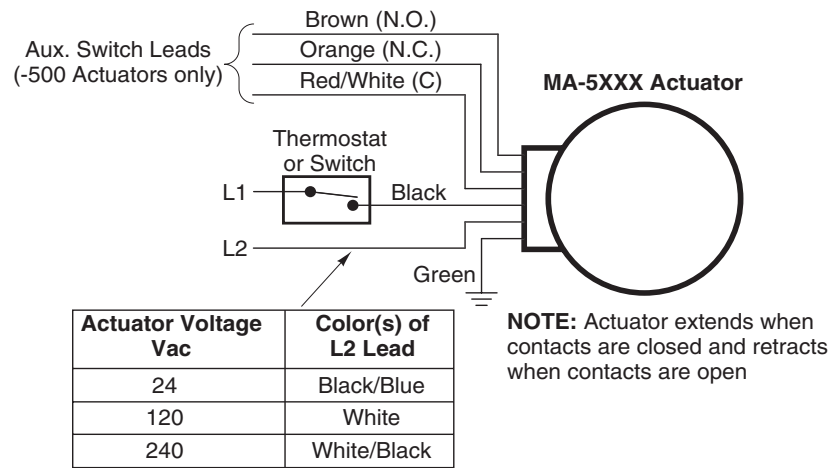 Brown (N.O.)
Orange (N.C.)
Red/White (C)
Aux. Switch Leads
(-500 Actuators only)
MA-5XXX Actuator
Thermostat
or Switch
L1
Black
L2
Green
Actuator Voltage Vac | Color(s) of L2 Lead
24 | Black/Blue
120 | White
240 | White/Black
NOTE: Actuator extends when
contacts are closed and retracts
when contacts are open